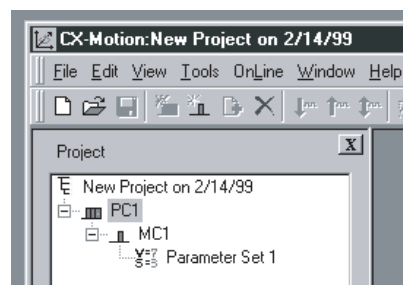 CX-Motion:New Project on 2/14/99
File Edit View Tools OnLine Window Help
Project X
New Project on 2/14/99
PC1
MC1
Parameter Set 1